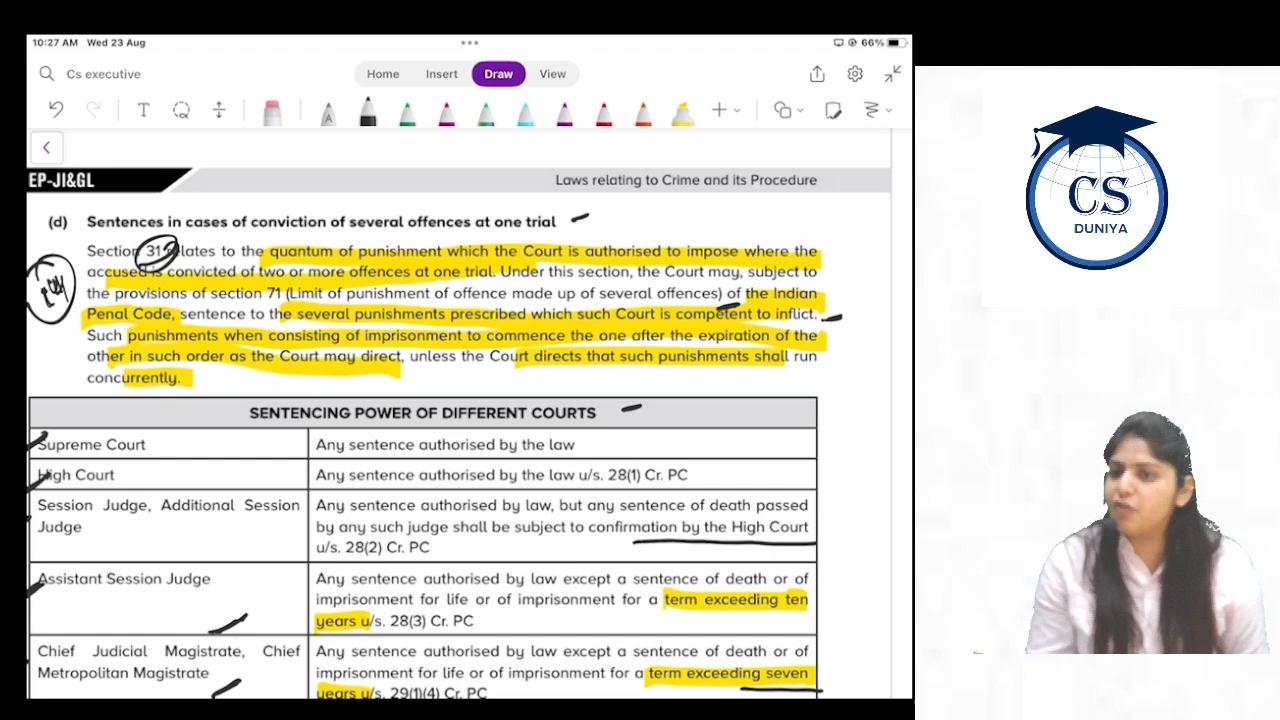 10:27 AM Wed 23 Aug
66%
Cs executive
Home Insert Draw View
EP-JI&GL
Laws relating to Crime and its Procedure
(d) Sentences in cases of conviction of several offences at one trial
Section 31 relates to the quantum of punishment which the Court is authorised to impose where the
accused is convicted of two or more offences at one trial. Under this section, the Court may, subject to
the provisions of section 71 (Limit of punishment of offence made up of several offences) of the Indian
Penal Code, sentence to the several punishments prescribed which such Court is competent to inflict.
Such punishments when consisting of imprisonment to commence the one after the expiration of the
other in such order as the Court may direct, unless the Court directs that such punishments shall run
concurrently.
SENTENCING POWER OF DIFFERENT COURTS
Supreme Court
Any sentence authorised by the law
High Court
Any sentence authorised by the law u/s. 28(1) Cr. PC
Session Judge, Additional Session
Judge
Any sentence authorised by law, but any sentence of death passed
by any such judge shall be subject to confirmation by the High Court
u/s. 28(2) Cr. PC
Assistant Session Judge
Any sentence authorised by law except a sentence of death or of
imprisonment for life or of imprisonment for a term exceeding ten
years u/s. 28(3) Cr. PC
Chief Judicial Magistrate, Chief
Metropolitan Magistrate
Any sentence authorised by law except a sentence of death or of
imprisonment for life or of imprisonment for a term exceeding seven
years u/s. 29(1)(4) Cr. PC
CS
DUNIYA